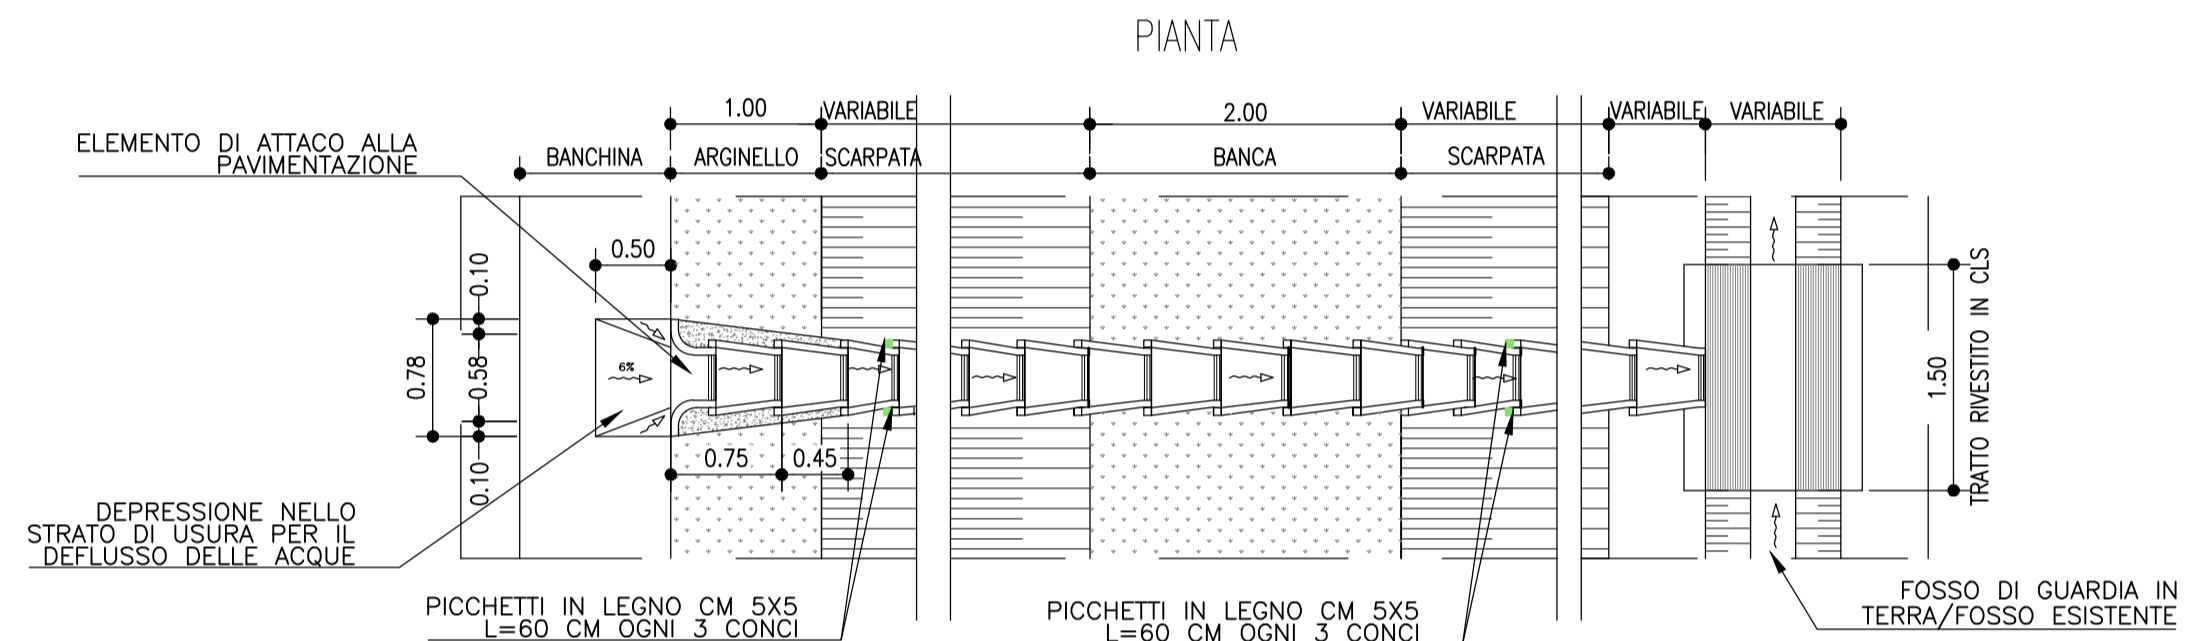 PIANTA
1.00
VARIABILE
2.00
VARIABILE
VARIABILE
VARIABILE
ELEMENTO DI ATTACO ALLA
PAVIMENTAZIONE
BANCHINA
ARGINELLO
SCARPATA
BANCA
SCARPATA
0.50
0.10
0.78
0.58
0.10
6%
0.75
0.45
1.50
TRATTO RIVESTITO IN CLS
DEPRESSIONE NELLO
STRATO DI USURA PER IL
DEFLUSSO DELLE ACQUE
PICCHETTI IN LEGNO CM 5X5
L=60 CM OGNI 3 CONCI
PICCHETTI IN LEGNO CM 5X5
L=60 CM OGNI 3 CONCI
FOSSO DI GUARDIA IN
TERRA/FOSSO ESISTENTE